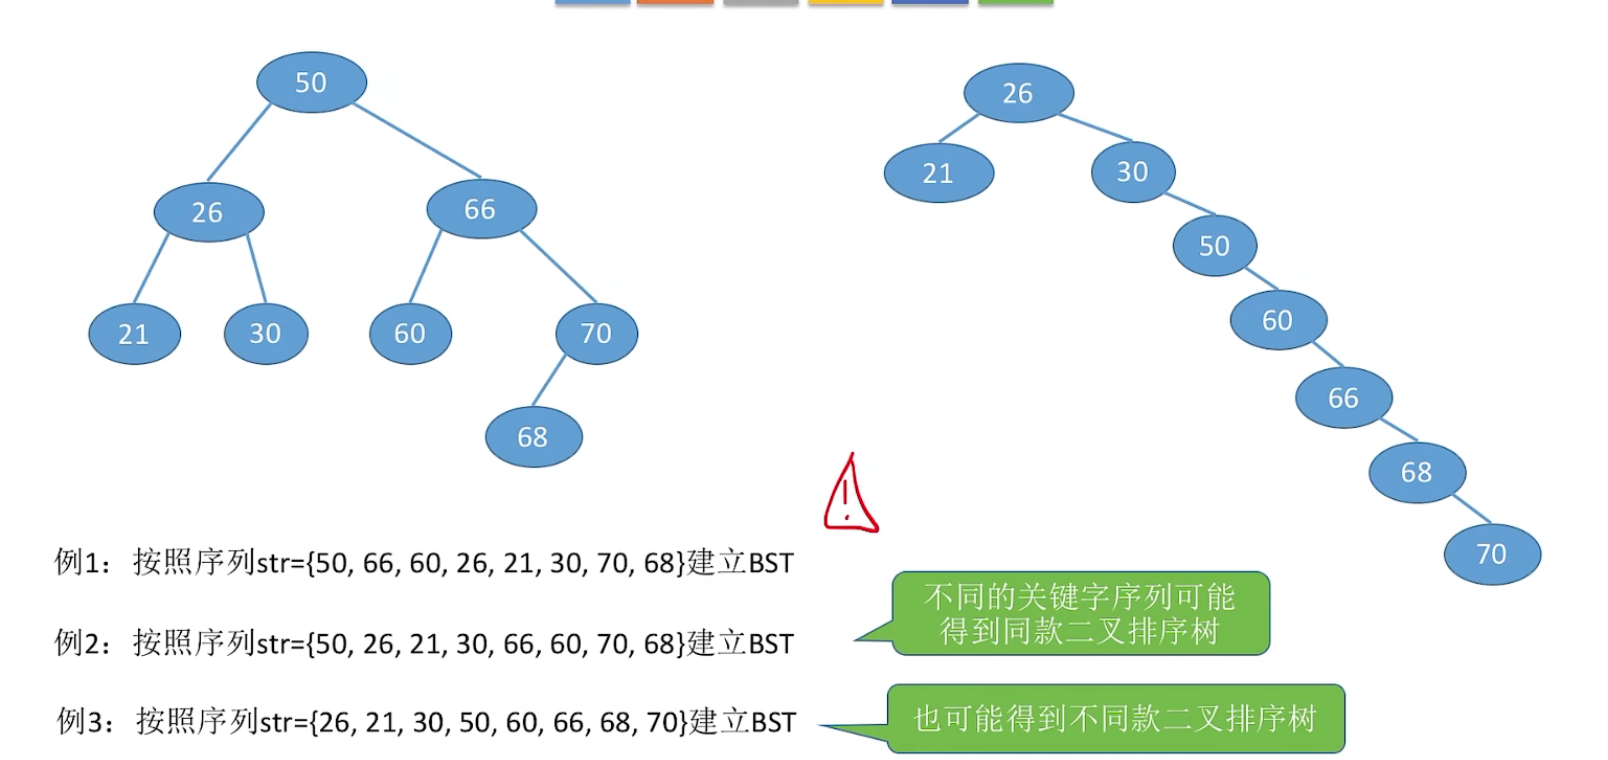 50
26
66
21
30
60
70
68
26
21
30
50
60
66
68
70
!
例1：按照序列str={50, 66, 60, 26, 21, 30, 70, 68}建立BST
不同的关键字序列可能
得到同款二叉排序树
例2：按照序列str={50, 26, 21, 30, 66, 60, 70, 68}建立BST
例3：按照序列str={26, 21, 30, 50, 60, 66, 68, 70}建立BST
也可能得到不同款二叉排序树